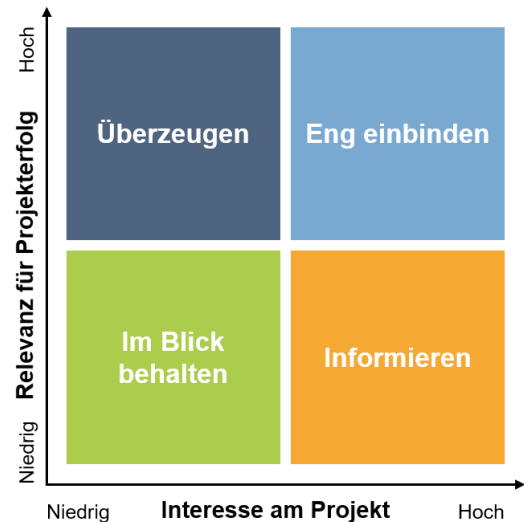 Hoch
Relevanz für Projekterfolg
Niedrig
Überzeugen
Eng einbinden
Im Blick
behalten
Informieren
Niedrig
Interesse am Projekt
Hoch